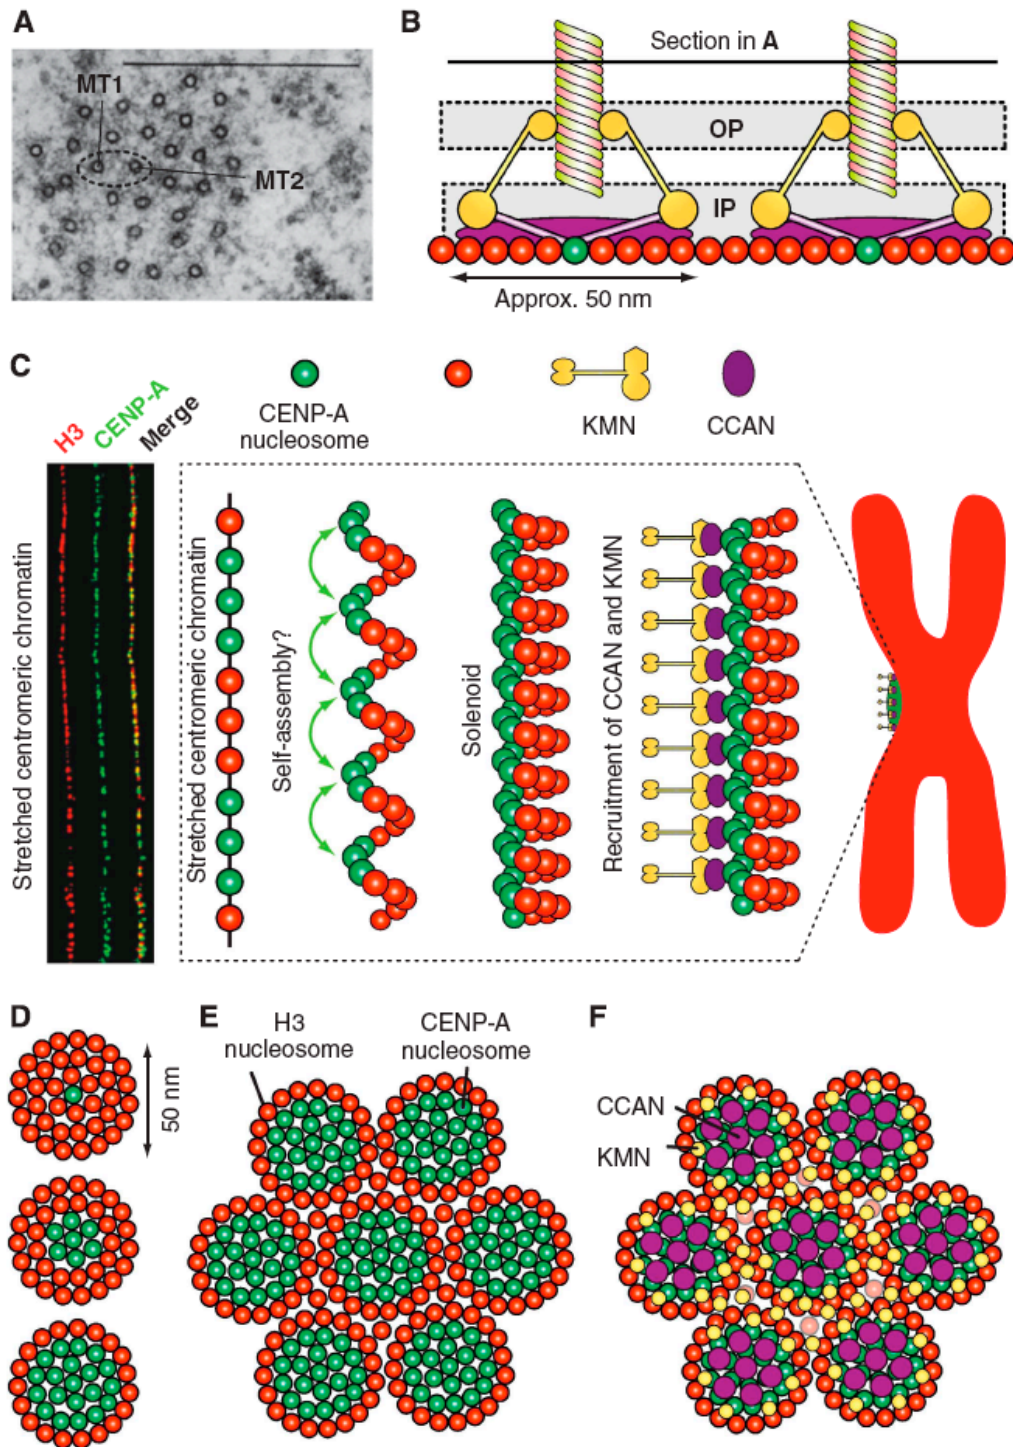 A
MT1
MT2
B
Section in A
OP
IP
Approx. 50 nm
C
H3
CENP-A
Merge
CENP-A
nucleosome
KMN
CCAN
Stretched centromeric chromatin
Stretched centromeric chromatin
Self-assembly?
Solenoid
Recruitment of CCAN and KMN
D
50 nm
E
H3
nucleosome
CENP-A
nucleosome
F
CCAN
KMN